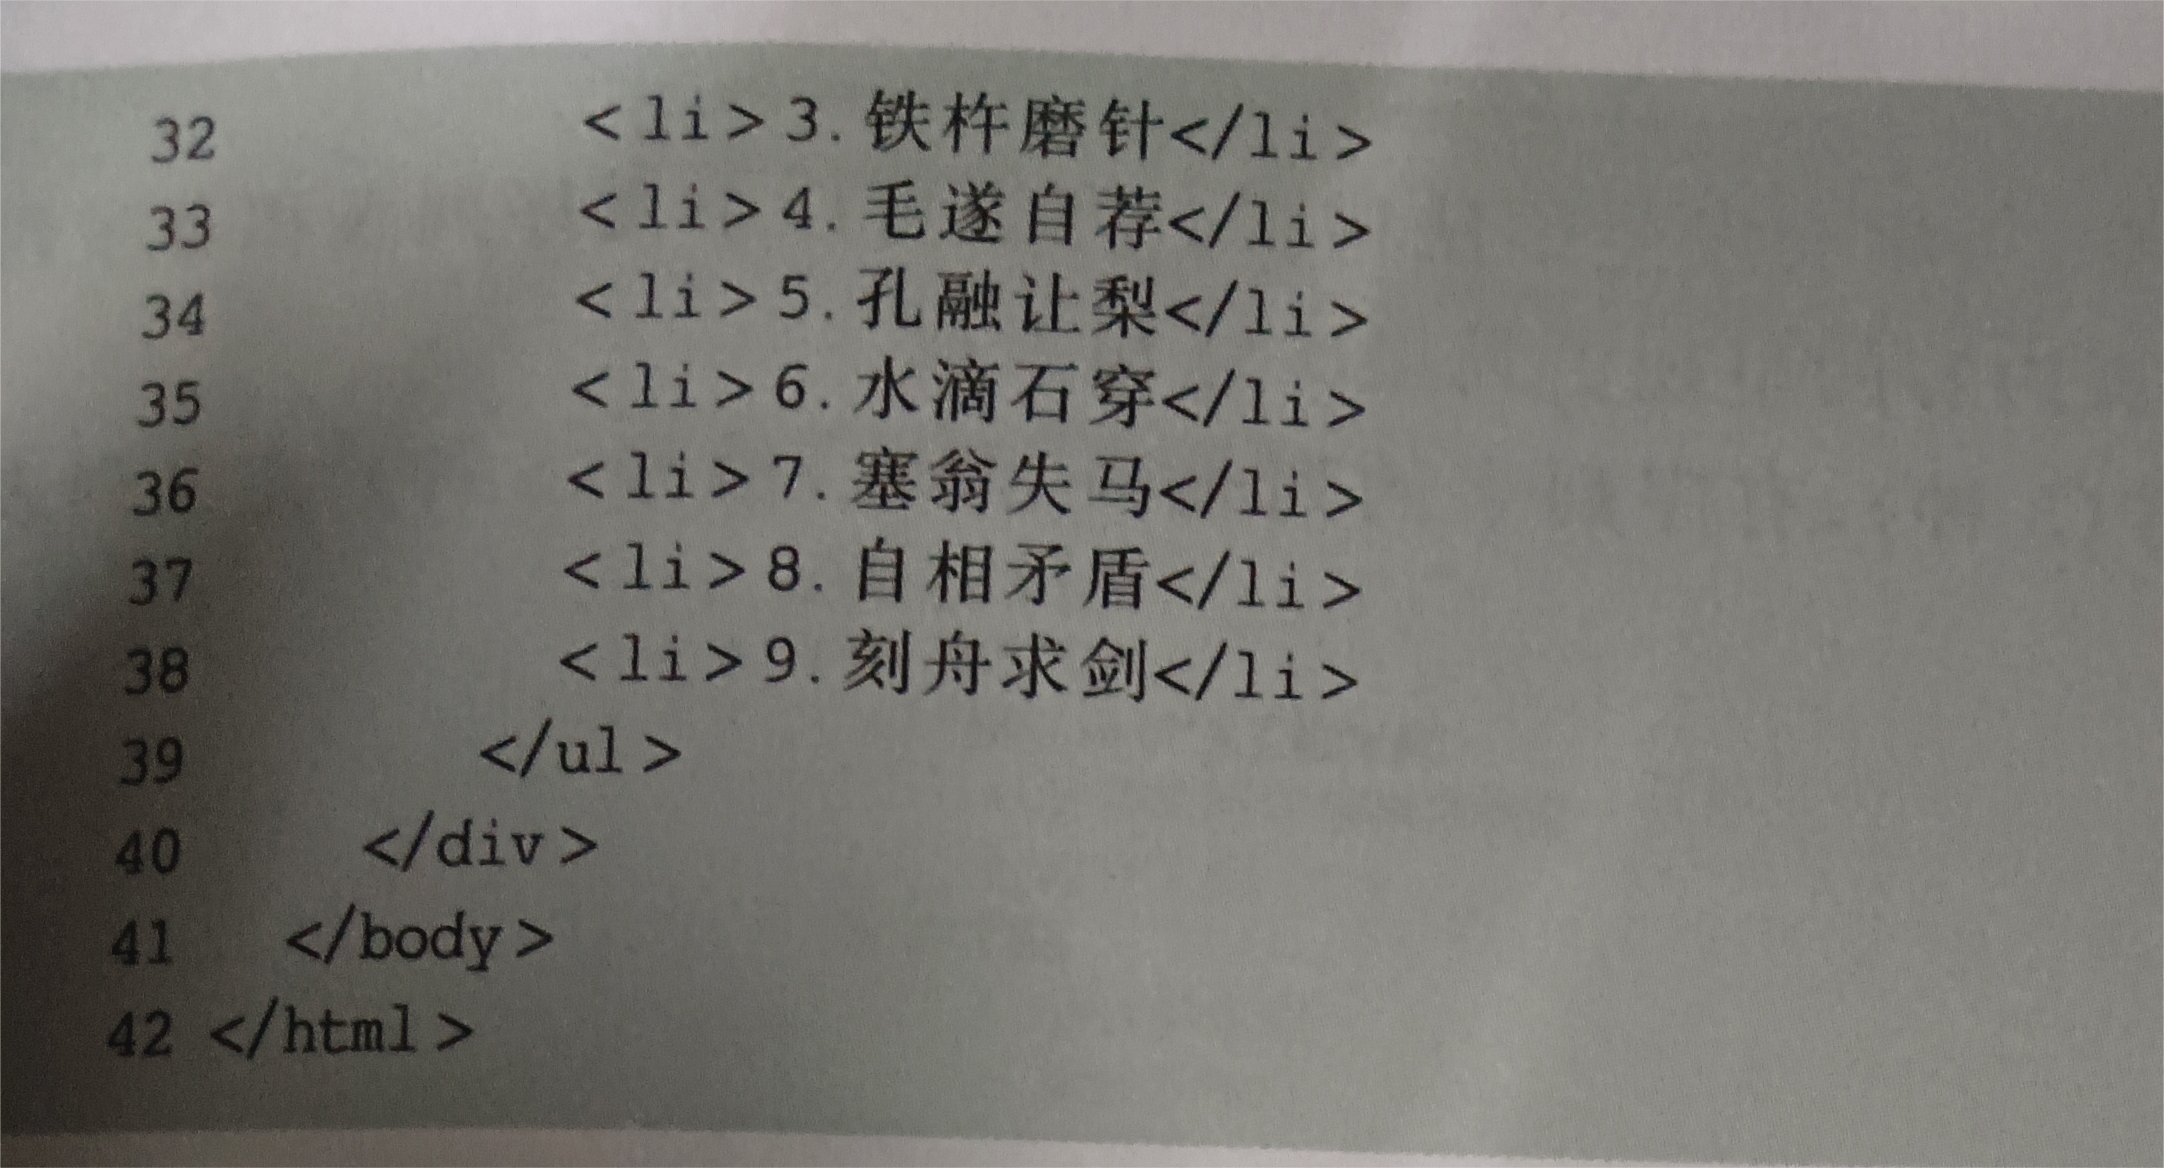 32 <li>3.铁杵磨针</li>
33 <li>4.毛遂自荐</li>
34 <li>5.孔融让梨</li>
35 <li>6.水滴石穿</li>
36 <li>7.塞翁失马</li>
37 <li>8.自相矛盾</li>
38 <li>9.刻舟求剑</li>
39 </ul>
40 </div>
41 </body>
42 </html>